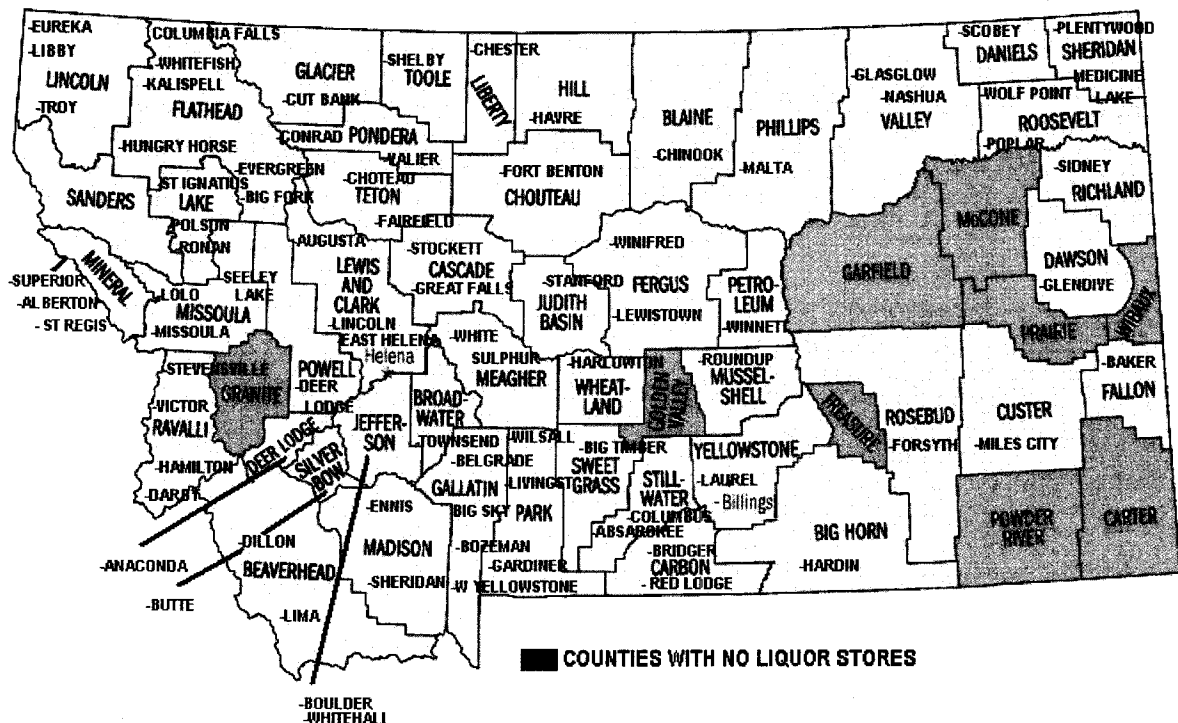 -EUREKA
-LIBBY
LINCOLN
-TROY
COLUMBIA FALLS
-WHITEFISH
-KALISPELL
FLATHEAD
-HUNGRY HORSE
GLACIER
-CUT BANK
-SHELBY
TOOLE
-CHESTER
LIBERTY
HILL
-HAVRE
BLAINE
-CHINOOK
PHILLIPS
-MALTA
-GLASGLOW
-NASHUA
VALLEY
-SCOBEY
DANIELS
-PLENTYWOOD
SHERIDAN
MEDICINE
LAKE
-WOLF POINT
ROOSEVELT
-POPLAR
-CONRAD
PONDERA
-VALIER
-CHOTEAU
TETON
-FAIRFIELD
-FORT BENTON
CHOUTEAU
-SIDNEY
RICHLAND
SANDERS
-ST IGNATIUS
LAKE
-POLSON
-RONAN
-EVERGREEN
-BIG FORK
MINERAL
-SUPERIOR
-ALBERTON
-ST REGIS
-LOLO
MISSOULA
-MISSOULA
SEELEY
LAKE
-AUGUSTA
LEWIS
AND
CLARK
-LINCOLN
EAST HELENA
Helena
-STOCKETT
CASCADE
-GREAT FALLS
-STANFORD
JUDITH
BASIN
-WINIFRED
FERGUS
-LEWISTOWN
PETRO-
LEUM
-WINNETT
GARFIELD
McCONE
DAWSON
-GLENDIVE
PRAIRIE
WIBAUX
-STEVENSVILLE
GRANITE
-VICTOR
RAVALLI
-HAMILTON
-DARBY
POWELL
-DEER
LODGE
DEER LODGE
SILVER
BOW
JEFFER-
SON
BROAD-
WATER
-TOWNSEND
-WHITE
SULPHUR
MEAGHER
-HARLOWTON
WHEAT-
LAND
GOLDEN
VALLEY
-ROUNDUP
MUSSEL-
SHELL
TREASURE
ROSEBUD
-FORSYTH
CUSTER
-MILES CITY
-BAKER
FALLON
-BELGRADE
GALLATIN
BIG SKY
-BOZEMAN
-WILSALL
-LIVINGST
PARK
-GARDINER
-W YELLOWSTONE
-BIG TIMBER
SWEET
GRASS
STILL-
WATER
-COLUMBUS
-ABSAROKEE
YELLOWSTONE
-LAUREL
- Billings
-BRIDGER
CARBON
-RED LODGE
BIG HORN
-HARDIN
POWDER
RIVER
CARTER
-ANACONDA
-BUTTE
-DILLON
BEAVERHEAD
-LIMA
-ENNIS
MADISON
-SHERIDAN
COUNTIES WITH NO LIQUOR STORES
-BOULDER
-WHITEHALL